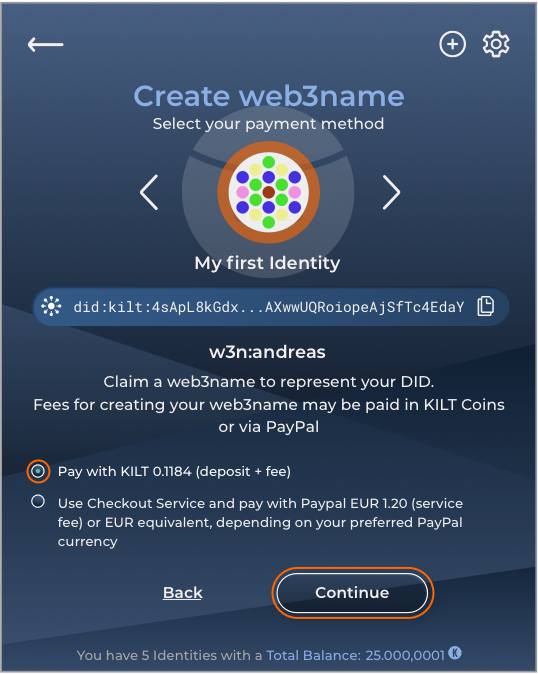 Create web3name
Select your payment method
My first Identity
did:kilt:4sApL8kGdx...AXwwUQRoiopeAjSfTc4EdaY
w3n:andreas
Claim a web3name to represent your DID.
Fees for creating your web3name may be paid in KILT Coins
or via PayPal
Pay with KILT 0.1184 (deposit + fee)
Use Checkout Service and pay with Paypal EUR 1.20 (service
fee) or EUR equivalent, depending on your preferred PayPal
currency
Back Continue
You have 5 Identities with a Total Balance: 25.000,0001 K